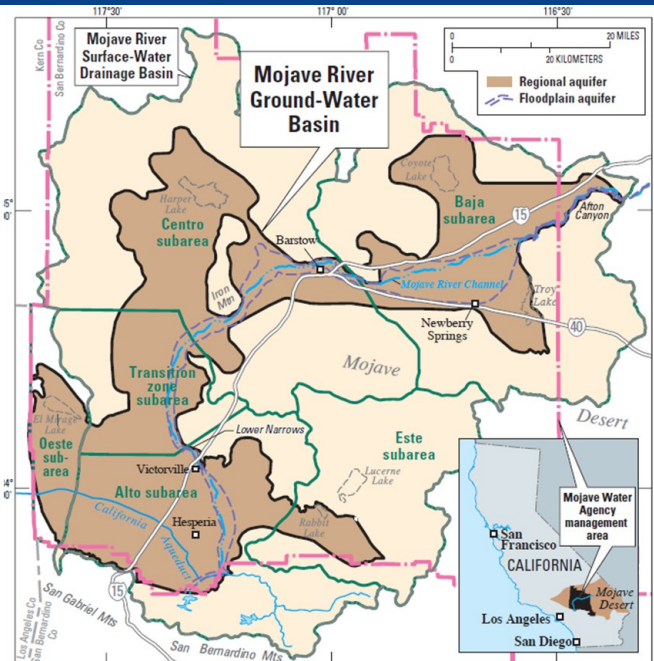 117°30'
117°00'
116°30'
Kern Co
San Bernardino Co
Mojave River
Surface-Water
Drainage Basin
Mojave River
Ground-Water
Basin
0
20 MILES
0
20 KILOMETERS
Regional aquifer
Floodplain aquifer
Coyote
Lake
Harper
Lake
Centro
subarea
Baja
subarea
15
Afton
Canyon
5°
0'
Barstow
Iron
Mtn
Mojave River Channel
Troy
Lake
Newberry
Springs
40
Mojave
Desert
Transition
zone
subarea
El Mirage
Lake
Oeste
sub-
area
Lower Narrows
Este
subarea
Victorville
Lucerne
Lake
4°
0'
Alto subarea
California
Aqueduct
Hesperia
Rabbit
Lake
15
San Gabriel Mts
San Bernardino Mts
Los Angeles Co
San Bernardino
Co
Mojave Water
Agency
management
area
San
Francisco
CALIFORNIA
Mojave
Desert
Los Angeles
San Diego